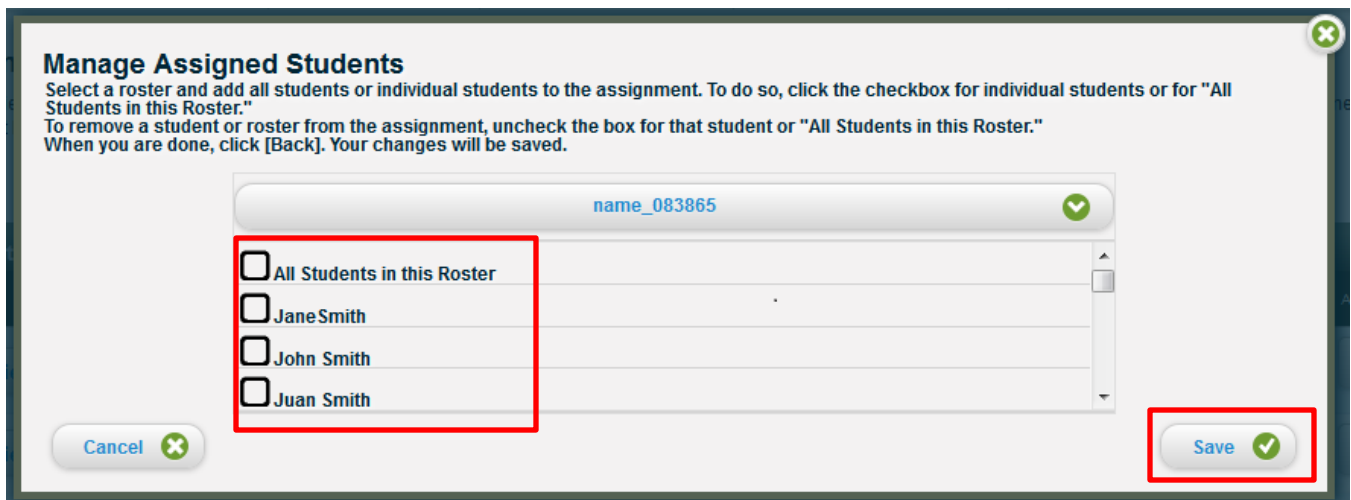 Manage Assigned Students
Select a roster and add all students or individual students to the assignment. To do so, click the checkbox for individual students or for "All
Students in this Roster."
To remove a student or roster from the assignment, uncheck the box for that student or "All Students in this Roster."
When you are done, click [Back]. Your changes will be saved.
name_083865
All Students in this Roster
Jane Smith
John Smith
Juan Smith
Cancel
Save